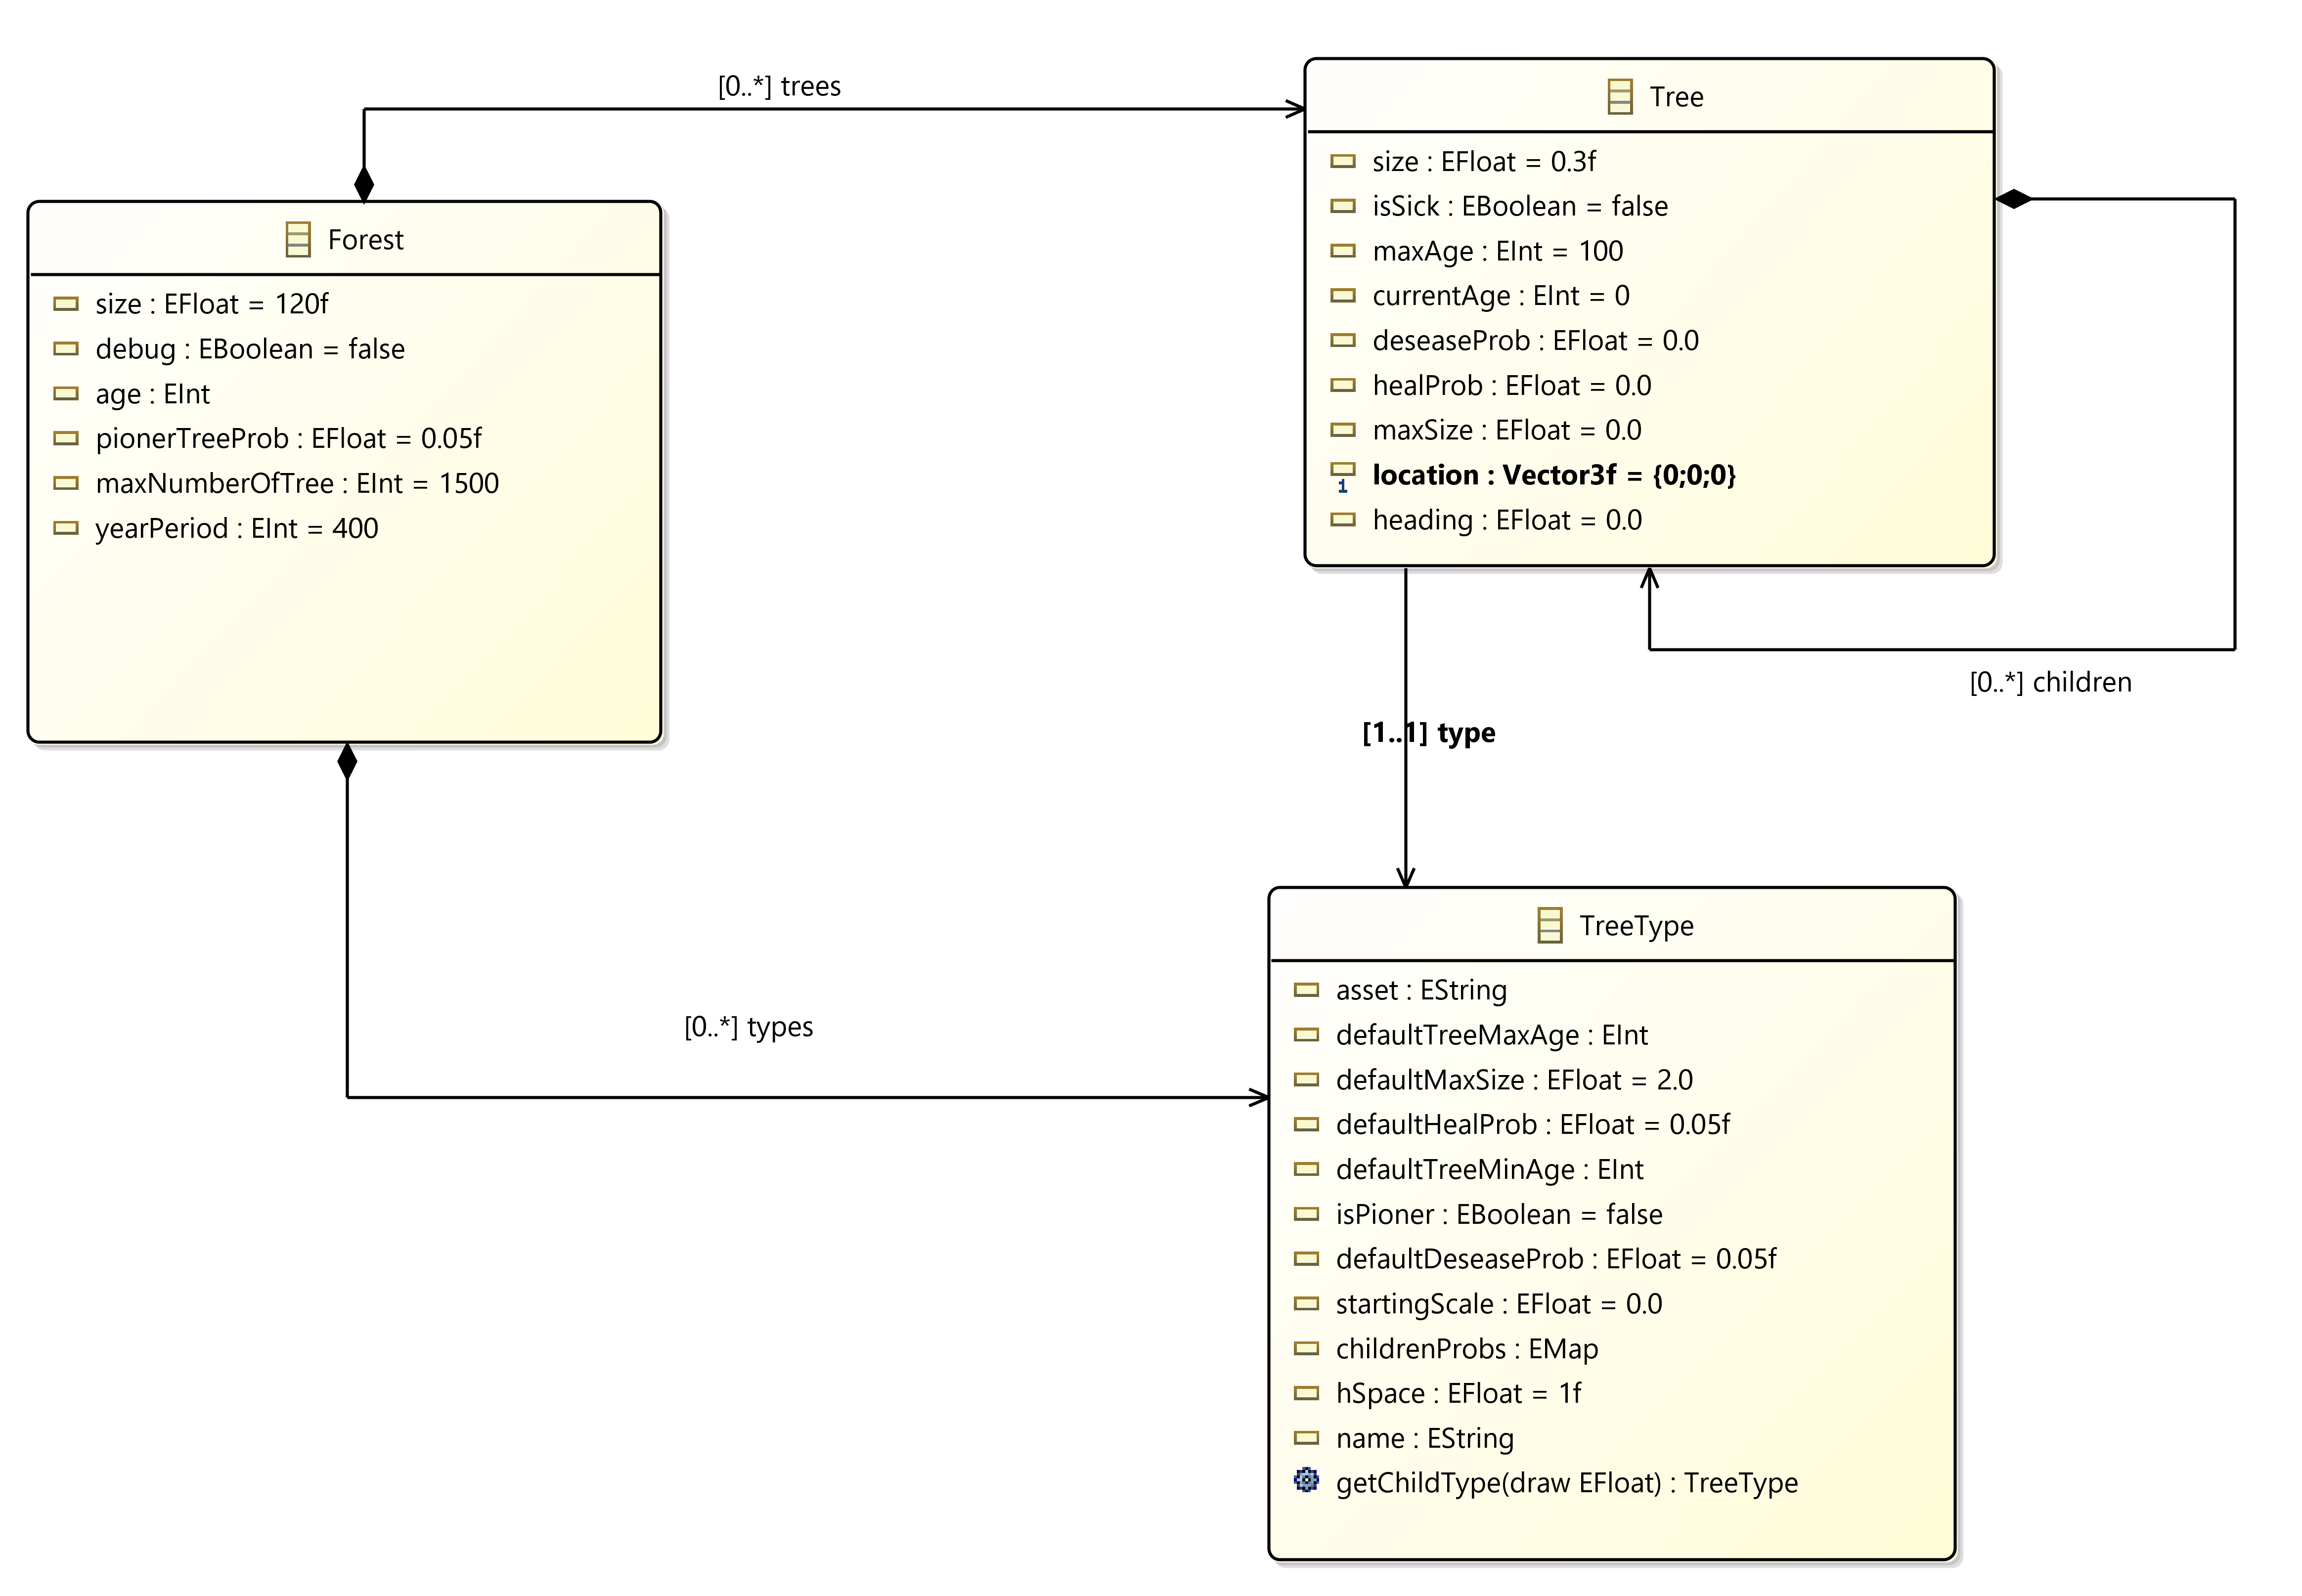 [0..*] trees
Forest
size : EFloat = 120f
debug : EBoolean = false
age : EInt
pionerTreeProb : EFloat = 0.05f
maxNumberOfTree : EInt = 1500
yearPeriod : EInt = 400
Tree
size : EFloat = 0.3f
isSick : EBoolean = false
maxAge : EInt = 100
currentAge : EInt = 0
deseaseProb : EFloat = 0.0
healProb : EFloat = 0.0
maxSize : EFloat = 0.0
1 location : Vector3f = {0;0;0}
heading : EFloat = 0.0
[0..*] children
[1..1] type
[0..*] types
TreeType
asset : EString
defaultTreeMaxAge : EInt
defaultMaxSize : EFloat = 2.0
defaultHealProb : EFloat = 0.05f
defaultTreeMinAge : EInt
isPioner : EBoolean = false
defaultDeseaseProb : EFloat = 0.05f
startingScale : EFloat = 0.0
childrenProbs : EMap
hSpace : EFloat = 1f
name : EString
getChildType(draw EFloat) : TreeType